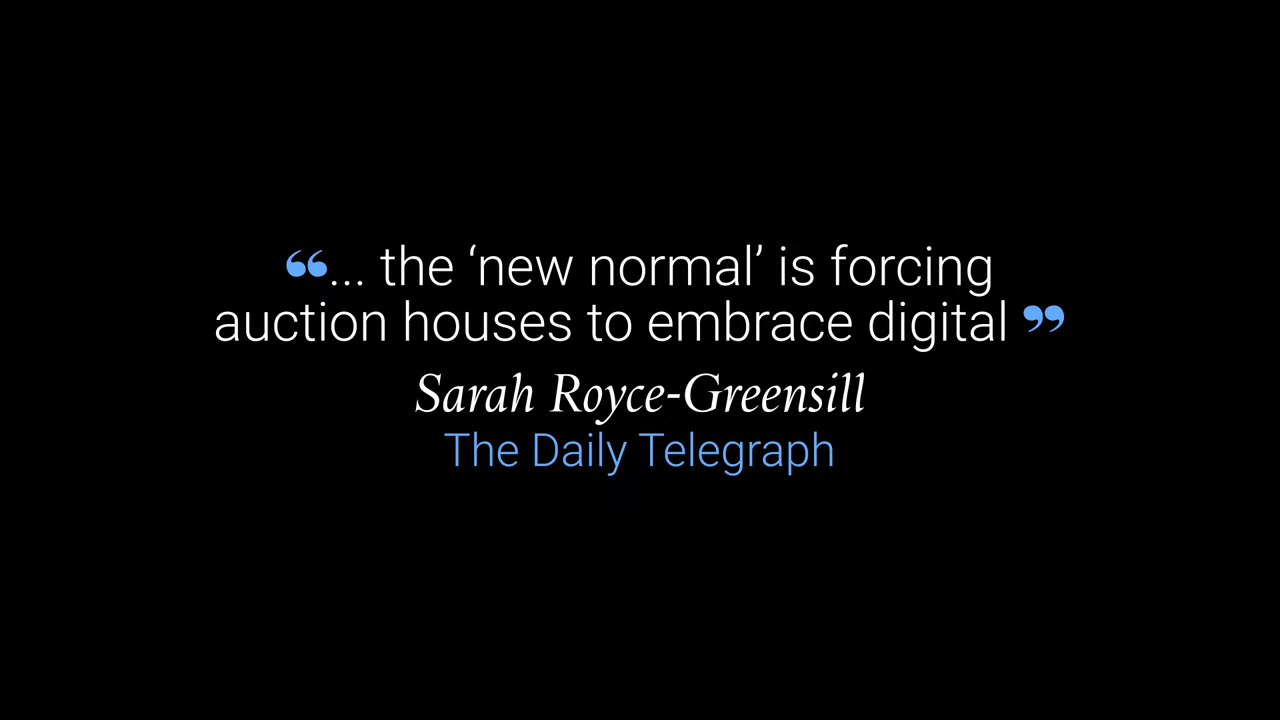 “... the ‘new normal’ is forcing
auction houses to embrace digital ”
Sarah Royce-Greensill
The Daily Telegraph